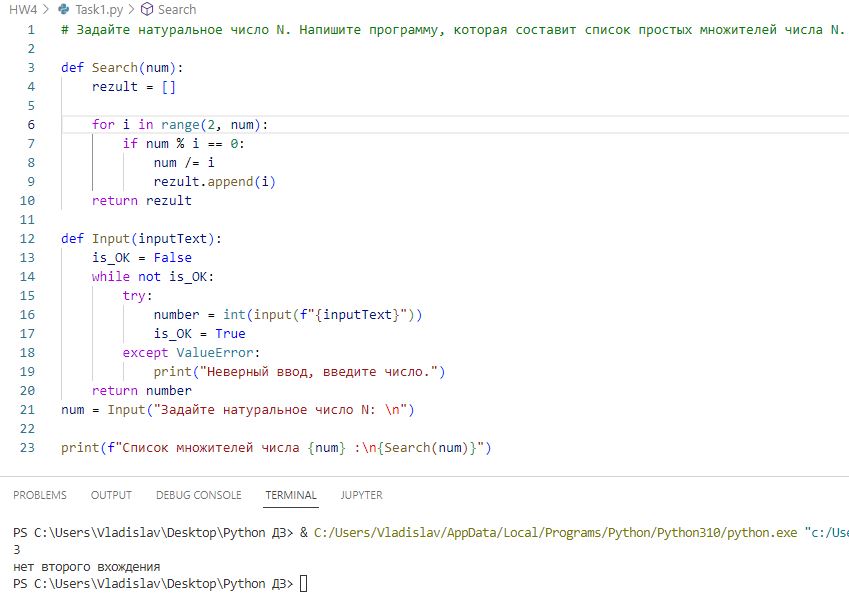 HW4 > Task1.py > Search
1 # Задайте натуральное число N. Напишите программу, которая составит список простых множителей числа N.
2
3 def Search(num):
4     rezult = []
5
6     for i in range(2, num):
7         if num % i == 0:
8             num /= i
9             rezult.append(i)
10     return rezult
11
12 def Input(inputText):
13     is_OK = False
14     while not is_OK:
15         try:
16             number = int(input(f"{inputText}"))
17             is_OK = True
18         except ValueError:
19             print("Неверный ввод, введите число.")
20     return number
21 num = Input("Задайте натуральное число N: \n")
22
23 print(f"Список множителей числа {num} :\n{Search(num)}")
PROBLEMS OUTPUT DEBUG CONSOLE TERMINAL JUPYTER
PS C:\Users\Vladislav\Desktop\Python ДЗ> & C:/Users/Vladislav/AppData/Local/Programs/Python/Python310/python.exe "c:/Use
3
нет второго вхождения
PS C:\Users\Vladislav\Desktop\Python ДЗ>